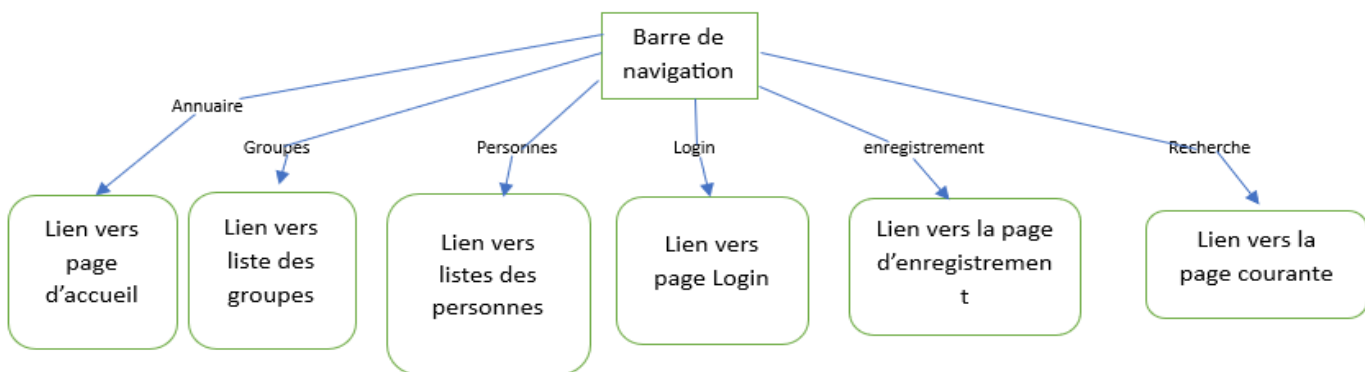 Barre de
navigation
Annuaire
Groupes
Personnes
Login
enregistrement
Recherche
Lien vers
page
d’accueil
Lien vers
liste des
groupes
Lien vers
listes des
personnes
Lien vers
page Login
Lien vers la page
d’enregistremen
t
Lien vers la
page courante